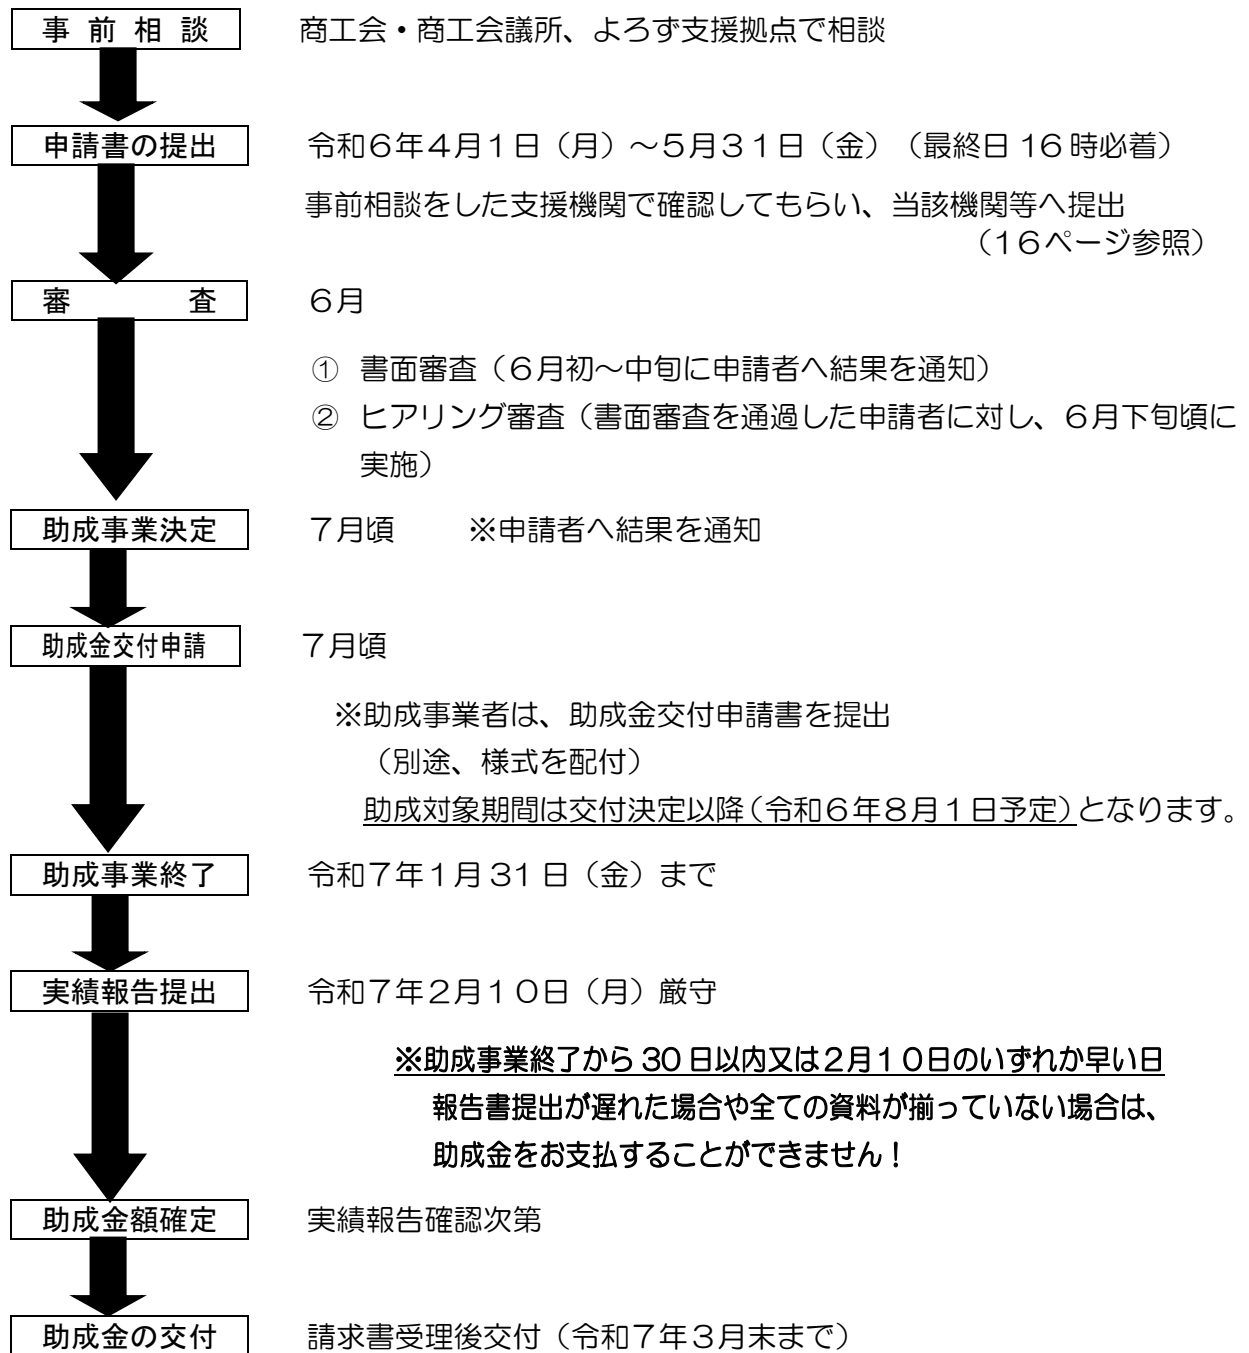 事前相談　商工会・商工会議所、よろず支援拠点で相談
申請書の提出　令和６年４月１日（月）～５月３１日（金）（最終日 16 時必着）
事前相談をした支援機関で確認してもらい、当該機関等へ提出
（１６ページ参照）
審査　６月
① 書面審査（６月初～中旬に申請者へ結果を通知）
② ヒアリング審査（書面審査を通過した申請者に対し、６月下旬頃に
実施）
助成事業決定　７月頃　※申請者へ結果を通知
助成金交付申請　７月頃
※助成事業者は、助成金交付申請書を提出
（別途、様式を配付）
助成対象期間は交付決定以降（令和６年８月１日予定）となります。
助成事業終了　令和７年１月 31 日（金）まで
実績報告提出　令和７年２月１０日（月）厳守
※助成事業終了から 30 日以内又は２月１０日のいずれか早い日
報告書提出が遅れた場合や全ての資料が揃っていない場合は、
助成金をお支払することができません！
助成金額確定　実績報告確認次第
助成金の交付　請求書受理後交付（令和７年３月末まで）